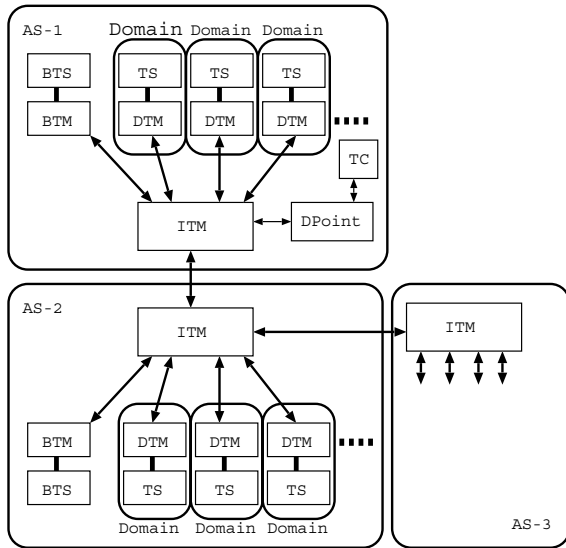 AS-1
Domain Domain Domain
BTS TS TS TS
BTM DTM DTM DTM
TC
ITM DPoint
AS-2
ITM ITM
BTM DTM DTM DTM
BTS TS TS TS
Domain Domain Domain
AS-3